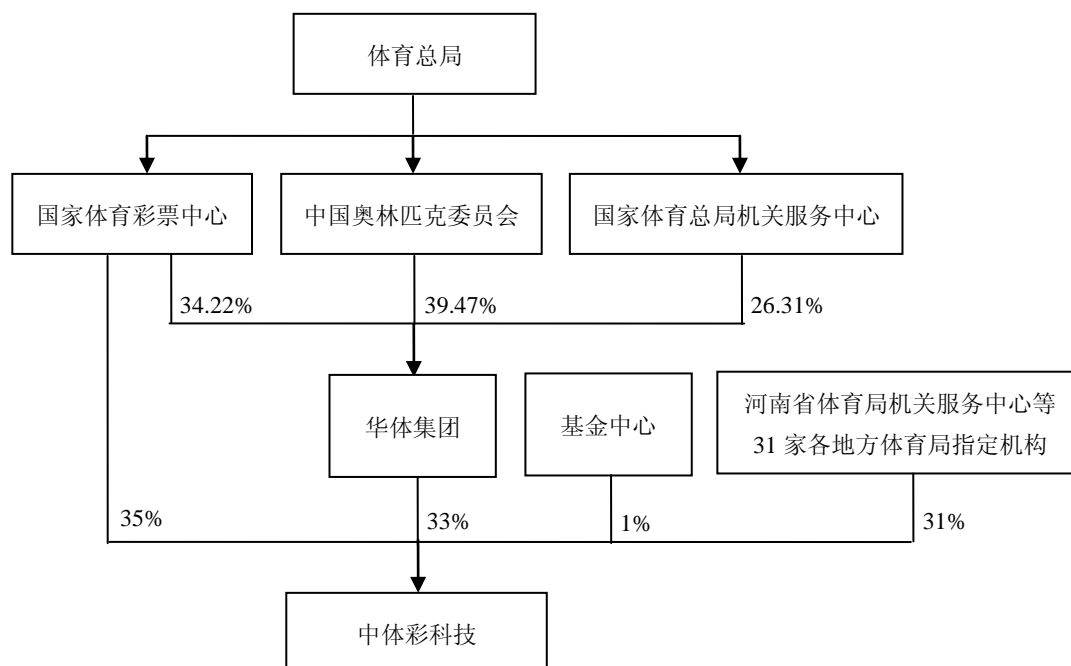 体育总局
国家体育彩票中心
中国奥林匹克委员会
国家体育总局机关服务中心
34.22%
39.47%
26.31%
华体集团
基金中心
河南省体育局机关服务中心等
31 家各地方体育局指定机构
35%
33%
1%
31%
中体彩科技